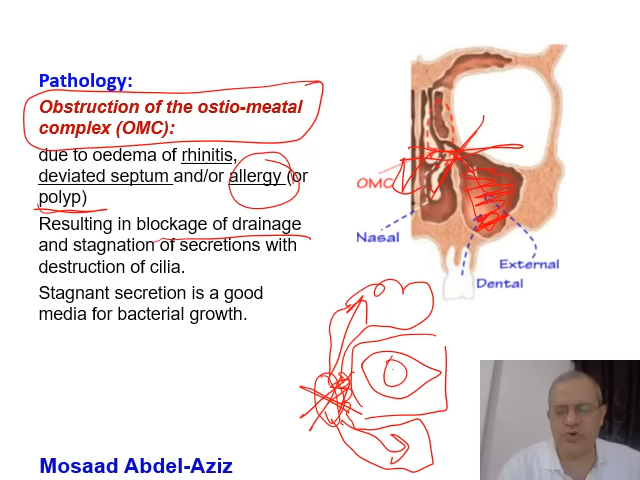 Pathology:
Obstruction of the ostio-meatal
complex (OMC):
due to oedema of rhinitis,
deviated septum and/or allergy (or
polyp)
Resulting in blockage of drainage
and stagnation of secretions with
destruction of cilia.
Stagnant secretion is a good
media for bacterial growth.
OMC
Nasal
External
Dental
Mosaad Abdel-Aziz